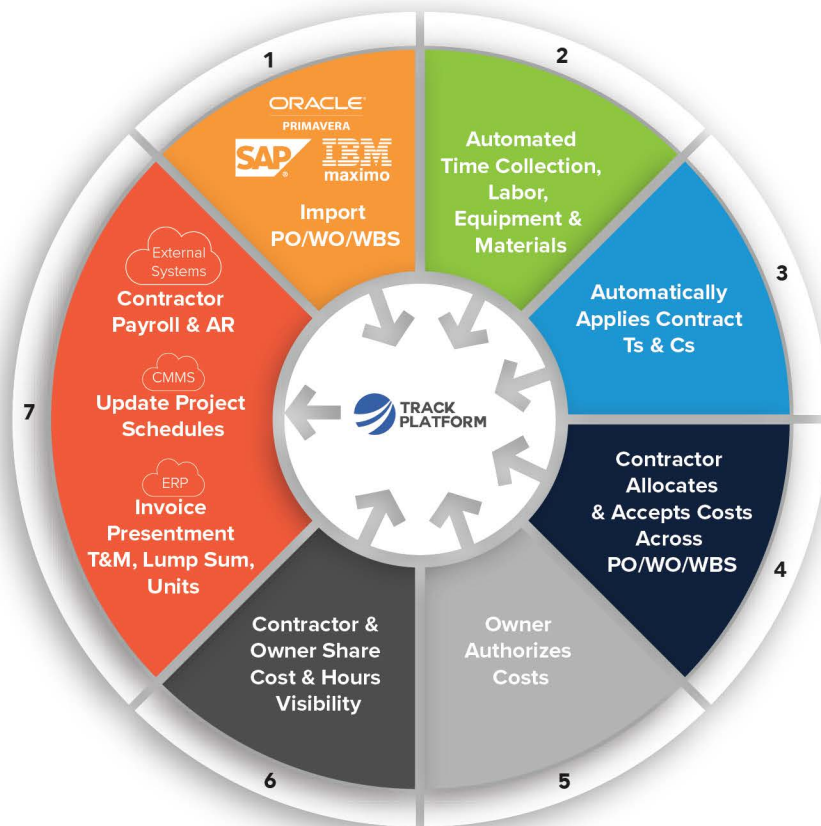 1
ORACLE®
PRIMAVERA
SAP®
IBM
maximo
Import
PO/WO/WBS
2
Automated
Time Collection,
Labor,
Equipment &
Materials
3
Automatically
Applies Contract
Ts & Cs
4
Contractor
Allocates
& Accepts Costs
Across
PO/WO/WBS
5
Owner
Authorizes
Costs
6
Contractor &
Owner Share
Cost & Hours
Visibility
7
External
Systems
Contractor
Payroll & AR
CMMS
Update Project
Schedules
ERP
Invoice
Presentment
T&M, Lump Sum,
Units
TRACK
PLATFORM